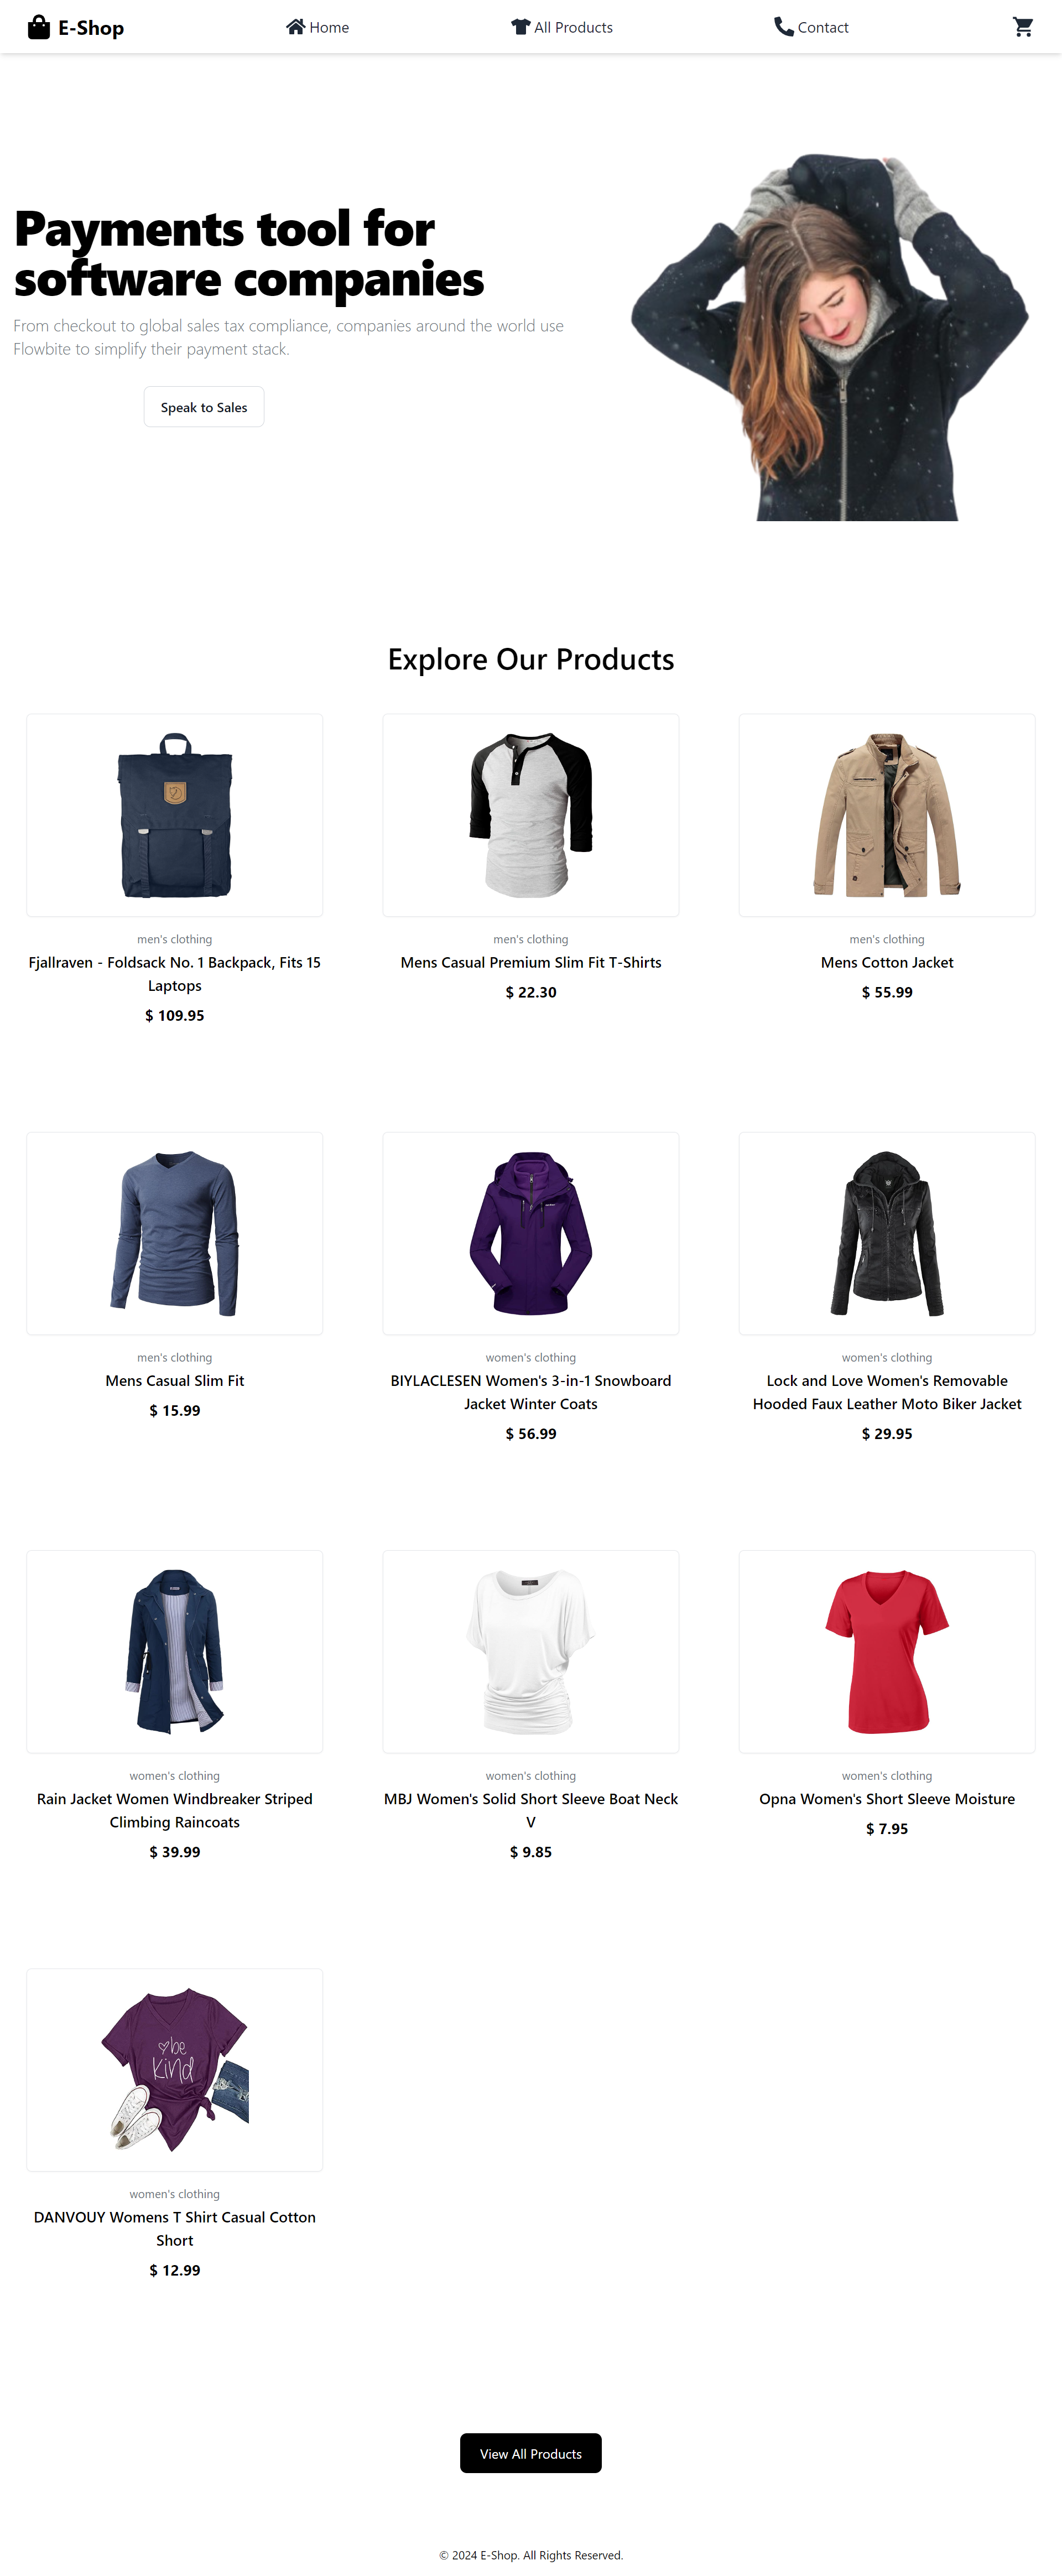 E-Shop
Home
All Products
Contact
Payments tool for
software companies
From checkout to global sales tax compliance, companies around the world use
Flowbite to simplify their payment stack.
Speak to Sales
Explore Our Products
men's clothing
Fjallraven - Foldsack No. 1 Backpack, Fits 15
Laptops
$ 109.95
men's clothing
Mens Casual Premium Slim Fit T-Shirts
$ 22.30
men's clothing
Mens Cotton Jacket
$ 55.99
men's clothing
Mens Casual Slim Fit
$ 15.99
women's clothing
BIYLACLESEN Women's 3-in-1 Snowboard
Jacket Winter Coats
$ 56.99
women's clothing
Lock and Love Women's Removable
Hooded Faux Leather Moto Biker Jacket
$ 29.95
women's clothing
Rain Jacket Women Windbreaker Striped
Climbing Raincoats
$ 39.99
women's clothing
MBJ Women's Solid Short Sleeve Boat Neck
V
$ 9.85
women's clothing
Opna Women's Short Sleeve Moisture
$ 7.95
be
kind
women's clothing
DANVOUY Womens T Shirt Casual Cotton
Short
$ 12.99
View All Products
© 2024 E-Shop. All Rights Reserved.